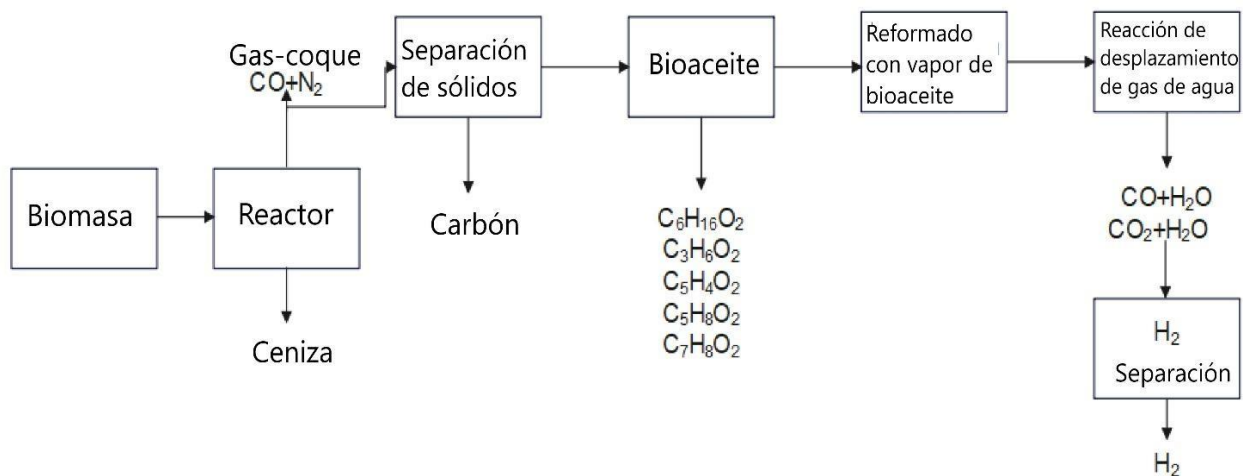 Biomasa
Reactor
Ceniza
Gas-coque
CO+N₂
Separación
de sólidos
Carbón
Bioaceite
C₆H₁₆O₂
C₃H₆O₂
C₅H₄O₂
C₅H₈O₂
C₇H₈O₂
Reformado
con vapor de
bioaceite
Reacción de
desplazamiento
de gas de agua
CO+H₂O
CO₂+H₂O
H₂
Separación
H₂